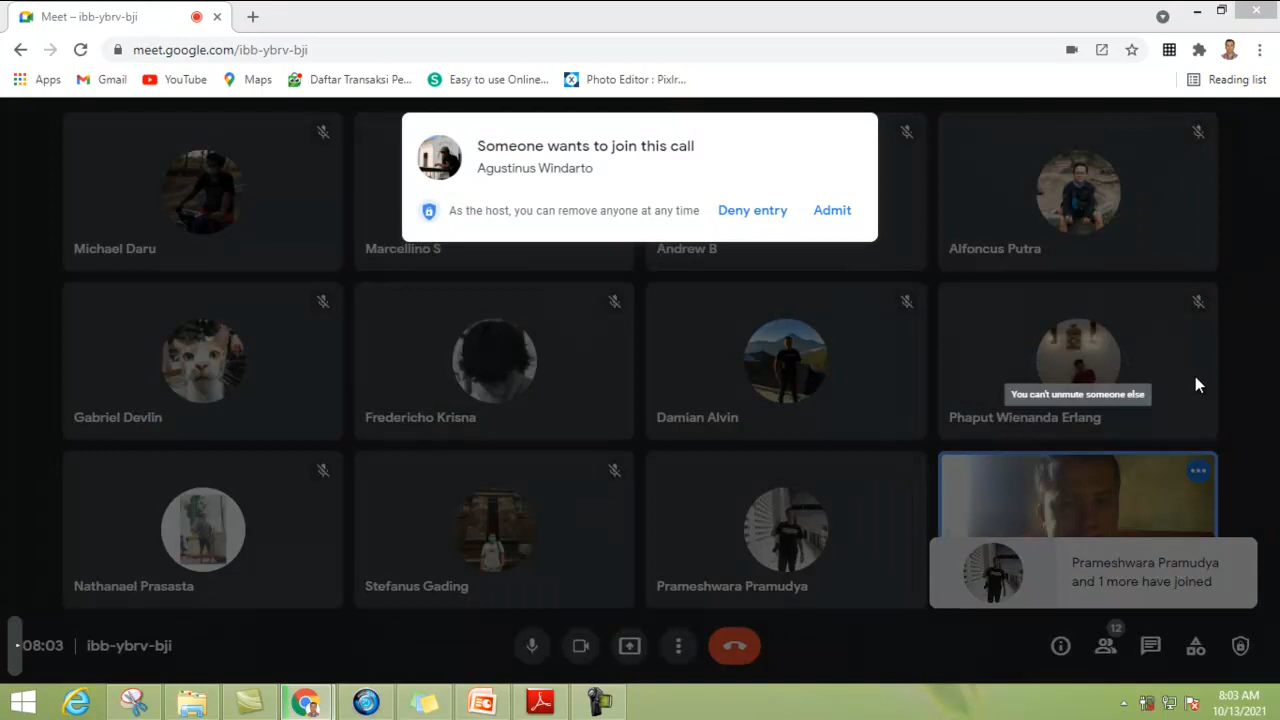 Meet – ibb-ybrv-bji
meet.google.com/ibb-ybrv-bji
Apps
Gmail
YouTube
Maps
Daftar Transaksi Pe...
Easy to use Online...
Photo Editor : Pixlr...
Reading list
Someone wants to join this call
Agustinus Windarto
As the host, you can remove anyone at any time
Deny entry
Admit
Michael Daru
Marcellino S
Andrew B
Alfoncus Putra
You can't unmute someone else
Gabriel Devlin
Fredericho Krisna
Damian Alvin
Phaput Wienanda Erlang
Prameshwara Pramudya
and 1 more have joined
Nathanael Prasasta
Stefanus Gading
Prameshwara Pramudya
08:03
ibb-ybrv-bji
12
8:03 AM
10/13/2021